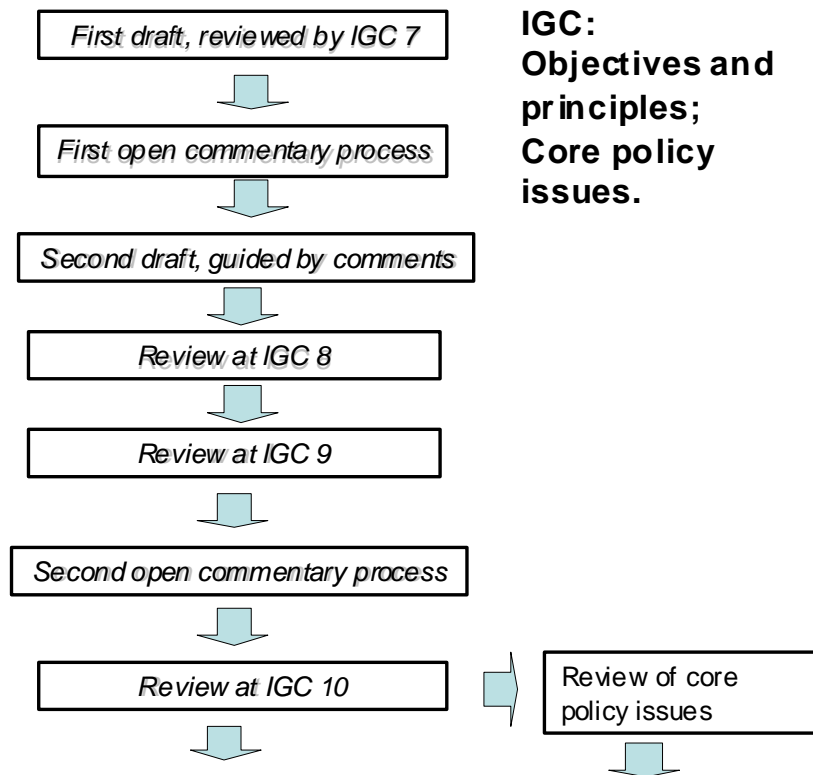 First draft, reviewed by IGC 7
IGC:
Objectives and
principles;
Core policy
issues.
First open commentary process
Second draft, guided by comments
Review at IGC 8
Review at IGC 9
Second open commentary process
Review at IGC 10
Review of core
policy issues